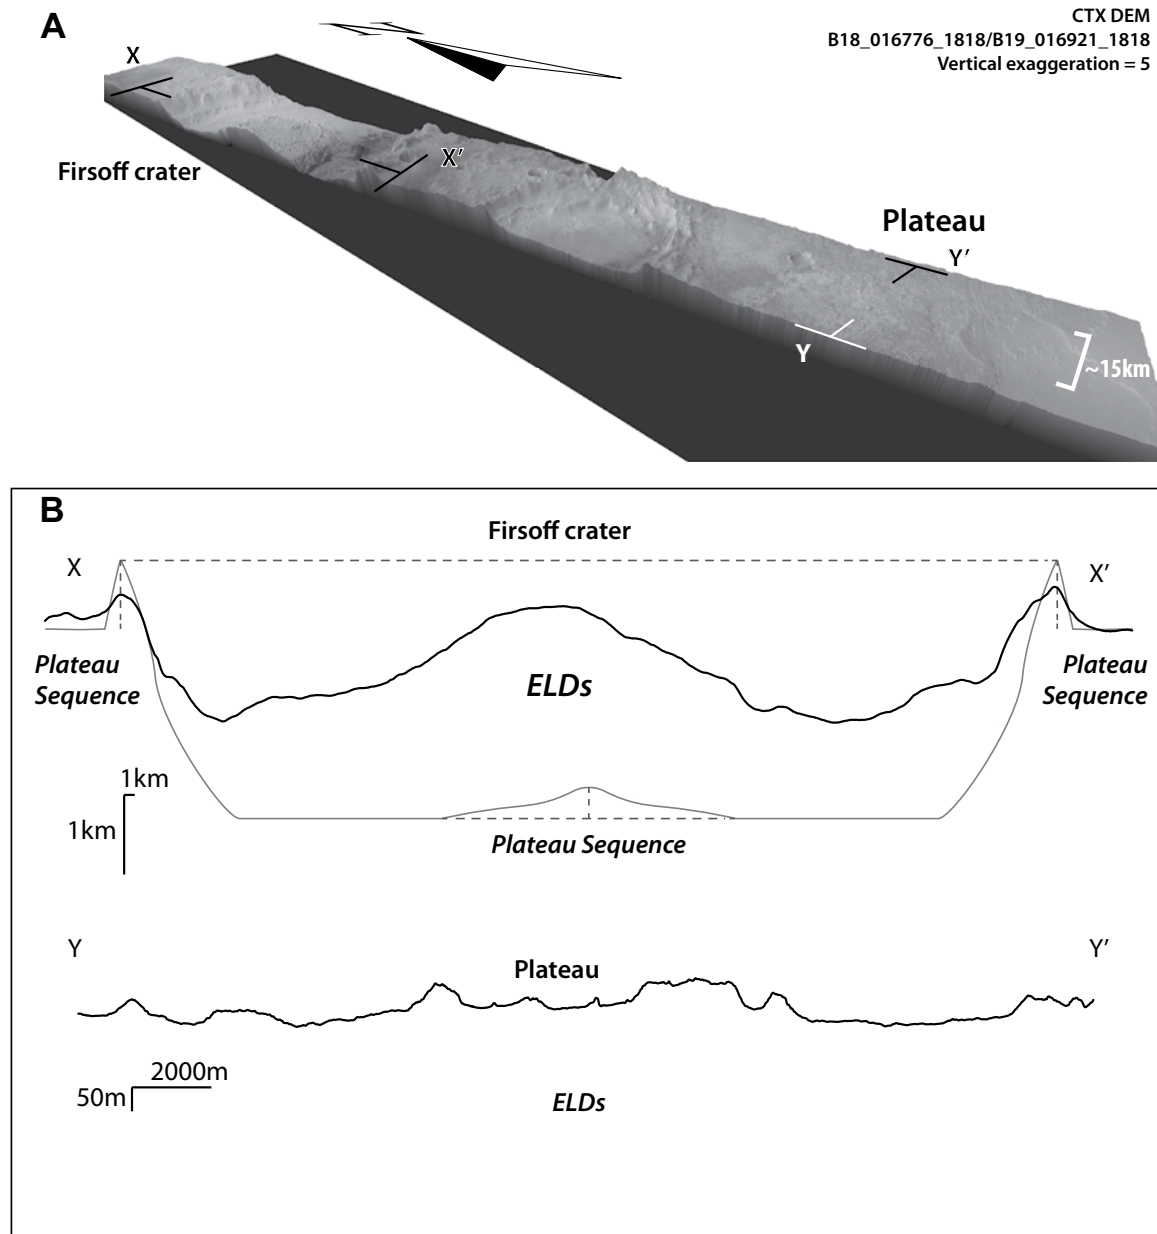 A
CTX DEM
B18_016776_1818/B19_016921_1818
Vertical exaggeration = 5
X
Firsoff crater
X′
Plateau
Y′
Y
~15km
B
Firsoff crater
X
X′
Plateau
Sequence
ELDs
Plateau
Sequence
1km
1km
Plateau Sequence
Y
Y′
Plateau
2000m
50m
ELDs